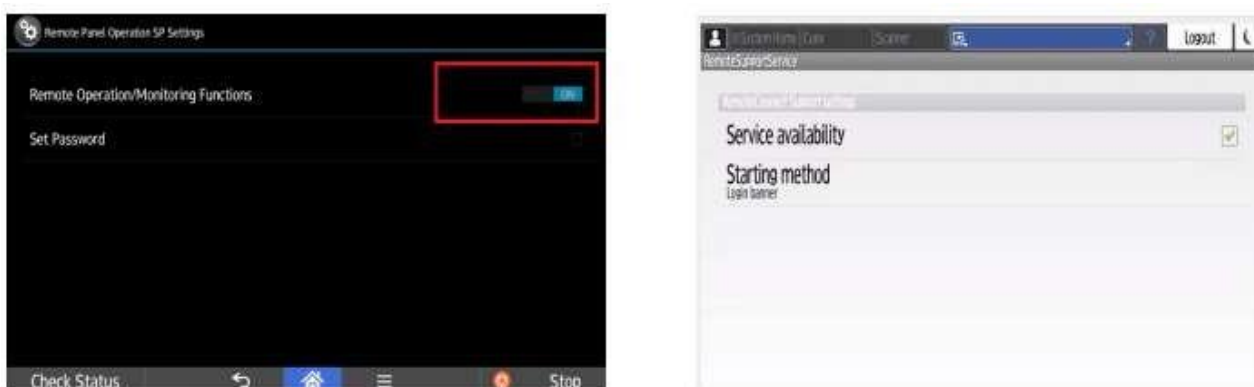 Remote Panel Operation SP Settings
Remote Operation/Monitoring Functions
ON
Set Password
Check Status
Stop
? Logout
RemoteSupportService
Service availability
Starting method
Login banner